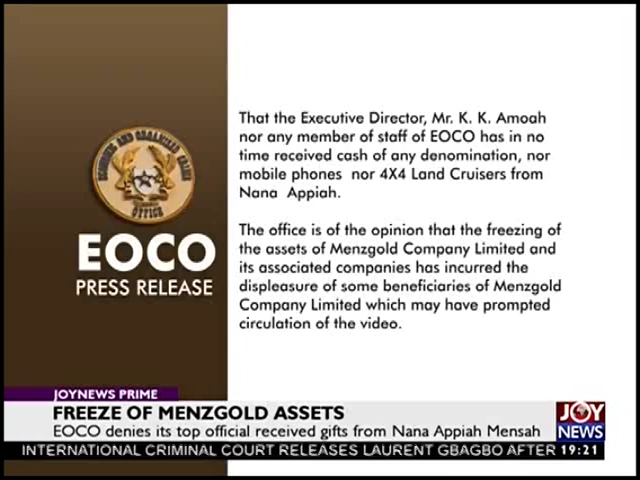 That the Executive Director, Mr. K. K. Amoah
nor any member of staff of EOCO has in no
time received cash of any denomination, nor
mobile phones nor 4X4 Land Cruisers from
Nana Appiah.
The office is of the opinion that the freezing of
the assets of Menzgold Company Limited and
its associated companies has incurred the
displeasure of some beneficiaries of Menzgold
Company Limited which may have prompted
circulation of the video.
ECONOMIC AND ORGANISED CRIME
OFFICE
EOCO
PRESS RELEASE
JOYNEWS PRIME
FREEZE OF MENZGOLD ASSETS
EOCO denies its top official received gifts from Nana Appiah Mensah
JOY
NEWS
INTERNATIONAL CRIMINAL COURT RELEASES LAURENT GBAGBO AFTER
19:21